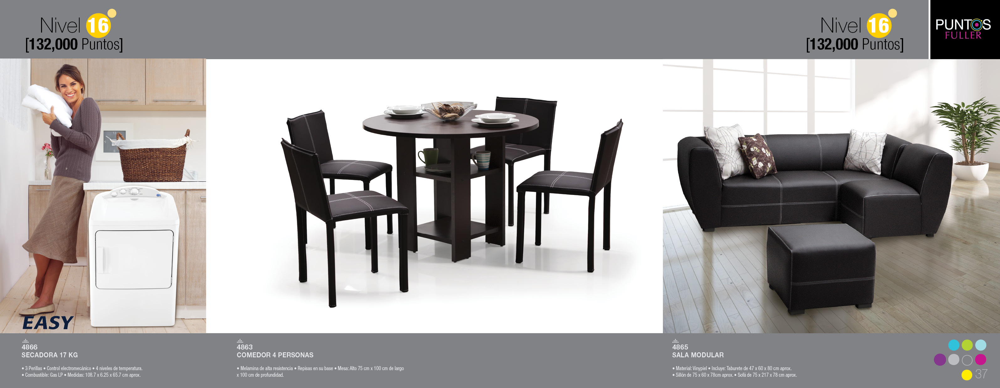 Nivel 16
[132,000 Puntos]
Nivel 16
[132,000 Puntos]
PUNTOS
FULLER
EASY
4866
SECADORA 17 KG
• 3 Perillas • Control electromecánico • 4 niveles de temperatura.
• Combustible: Gas LP • Medidas: 108.7 x 6.25 x 65.7 cm aprox.
4863
COMEDOR 4 PERSONAS
• Melamina de alta resistencia • Repisas en su base • Mesa: Alto 75 cm x 100 cm de largo
x 100 cm de profundidad.
4865
SALA MODULAR
• Material: Vinypiel • Incluye: Taburete de 47 x 60 x 80 cm aprox.
• Sillón de 75 x 60 x 78cm aprox. • Sofá de 75 x 217 x 78 cm aprox.
37